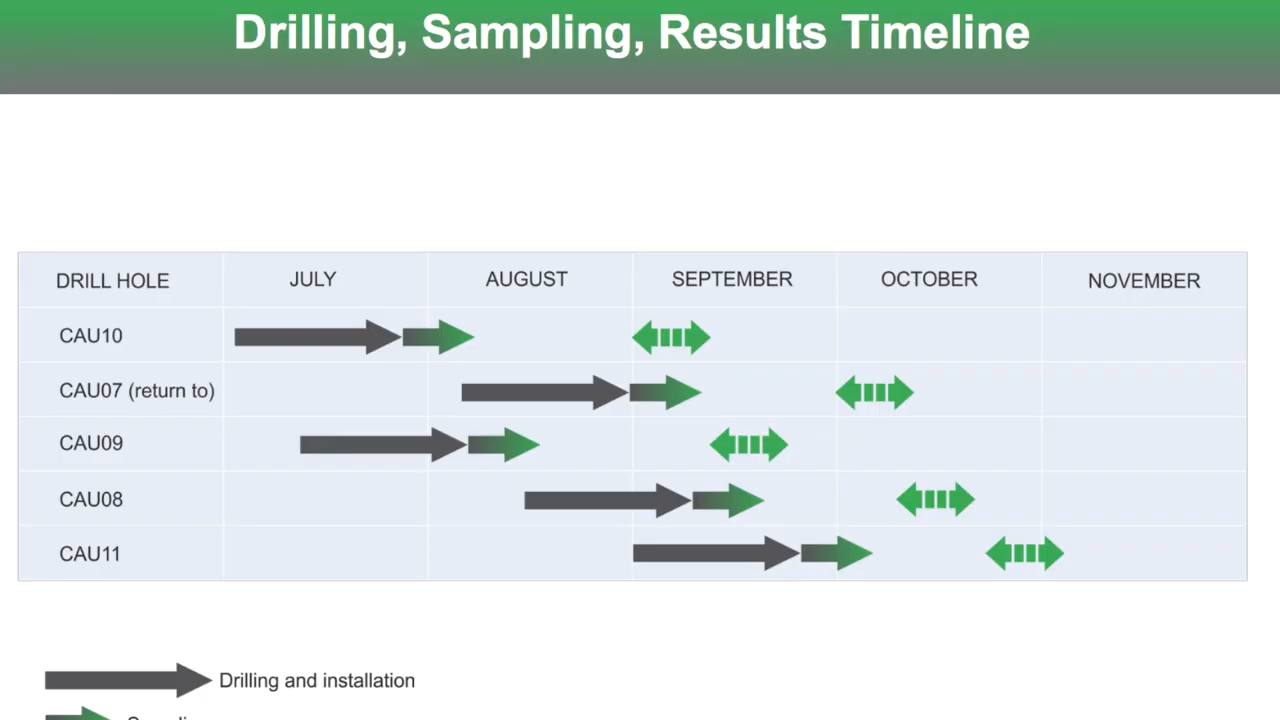 Drilling, Sampling, Results Timeline
DRILL HOLE JULY AUGUST SEPTEMBER OCTOBER NOVEMBER
CAU10
CAU07 (return to)
CAU09
CAU08
CAU11
Drilling and installation